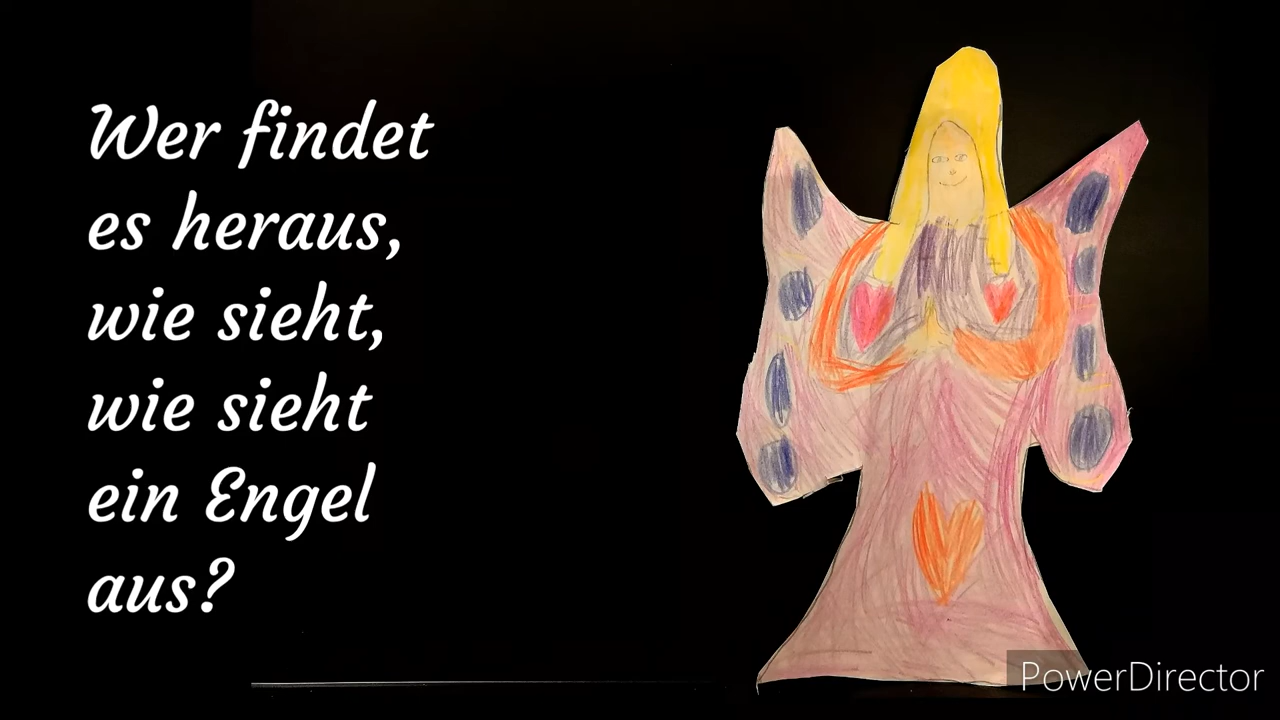 Wer findet
es heraus,
wie sieht,
wie sieht
ein Engel
aus?
PowerDirector